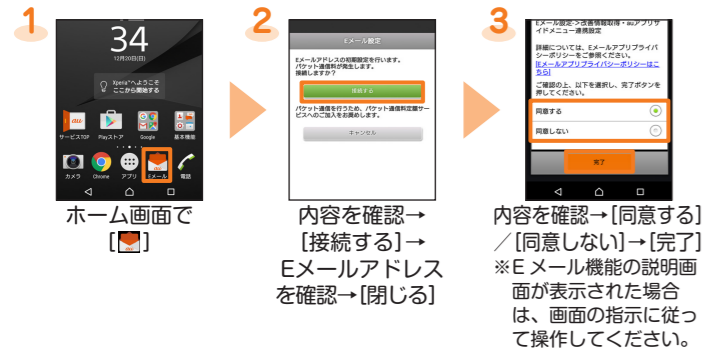 1
34
12月20日(日)
Xperia™へようこそ
ここから開始する
au
サービスTOP
Playストア
Google
基本機能
カメラ
Chrome
アプリ
Eメール
電話
ホーム画面で
[ ]
2
Eメール設定
Eメールアドレスの初期設定を行います。
パケット通信料が発生します。
接続しますか？
接続する
パケット通信を行うため、パケット通信料定額サー
ビスへのご加入をお奨めします。
キャンセル
内容を確認→
[接続する]→
Eメールアドレス
を確認→[閉じる]
3
Eメール設定->改善情報取得・auアプリサ
イドメニュー連携設定
詳細については、Eメールアプリプライバ
シーポリシーをご参照ください。
[Eメールアプリプライバシーポリシーはこ
ちら]
ご確認の上、以下を選択し、完了ボタンを
押してください。
同意する
同意しない
完了
内容を確認→[同意する]
／[同意しない]→[完了]
※E メール機能の説明画
面が表示された場合
は、画面の指示に従っ
て操作してください。